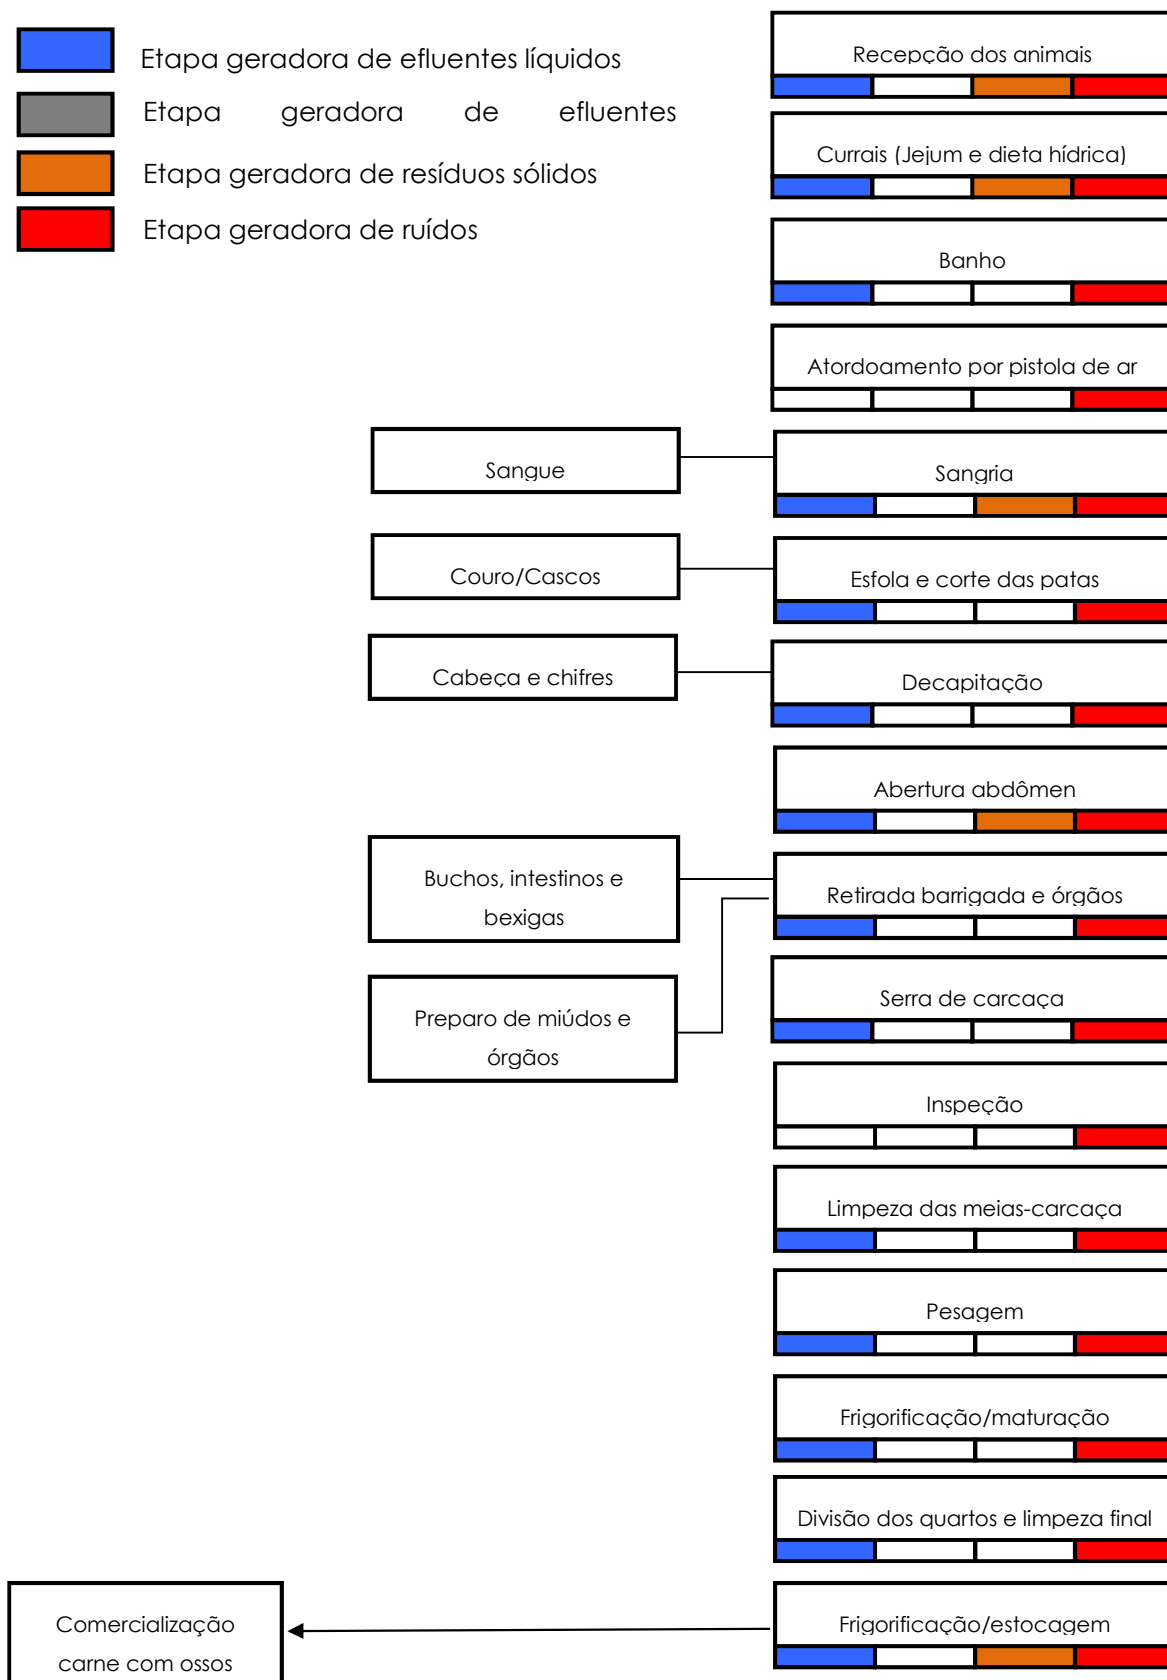 Etapa geradora de efluentes líquidos
Etapa geradora de efluentes
Etapa geradora de resíduos sólidos
Etapa geradora de ruídos
Recepção dos animais
Currais (Jejum e dieta hídrica)
Banho
Atordoamento por pistola de ar
Sangue
Sangria
Couro/Cascos
Esfola e corte das patas
Cabeça e chifres
Decapitação
Abertura abdômen
Buchos, intestinos e
bexigas
Retirada barrigada e órgãos
Preparo de miúdos e
órgãos
Serra de carcaça
Inspeção
Limpeza das meias-carcaça
Pesagem
Frigorificação/maturação
Divisão dos quartos e limpeza final
Comercialização
carne com ossos
Frigorificação/estocagem